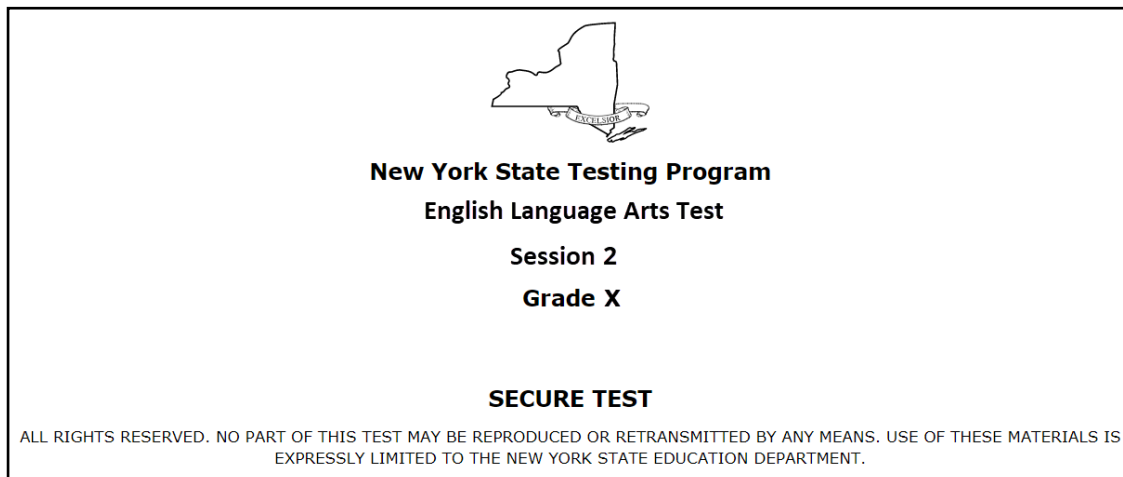 EXCELSIOR
New York State Testing Program
English Language Arts Test
Session 2
Grade X
SECURE TEST
ALL RIGHTS RESERVED. NO PART OF THIS TEST MAY BE REPRODUCED OR RETRANSMITTED BY ANY MEANS. USE OF THESE MATERIALS IS
EXPRESSLY LIMITED TO THE NEW YORK STATE EDUCATION DEPARTMENT.